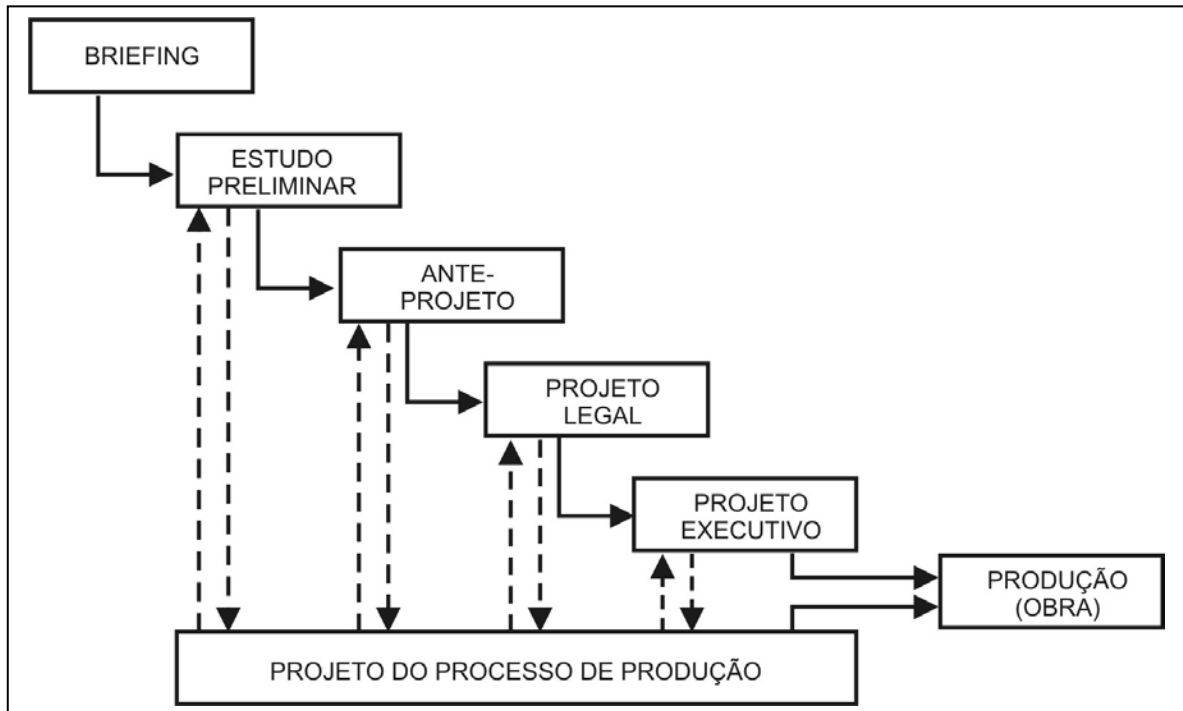 BRIEFING
ESTUDO
PRELIMINAR
ANTE-
PROJETO
PROJETO
LEGAL
PROJETO
EXECUTIVO
PRODUÇÃO
(OBRA)
PROJETO DO PROCESSO DE PRODUÇÃO